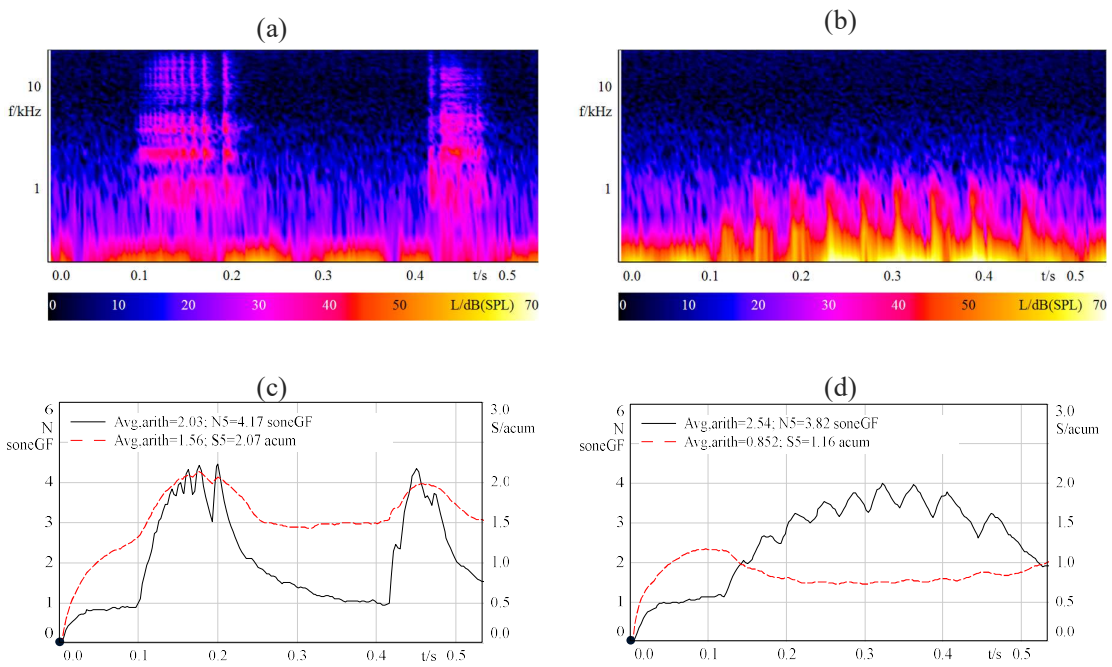 (a)
(b)
10
f/kHz
1
0.0 0.1 0.2 0.3 0.4 t/s 0.5
0 10 20 30 40 50 L/dB(SPL) 70
10
f/kHz
1
0.0 0.1 0.2 0.3 0.4 t/s 0.5
0 10 20 30 40 50 L/dB(SPL) 70
(c)
6
N
soneGF
4
3
2
1
0
Avg,arith=2.03; N5=4.17 soneGF
Avg,arith=1.56; S5=2.07 acum
3.0
S/acum
2.0
1.5
1.0
0.5
0.0
0.0 0.1 0.2 0.3 0.4 t/s 0.5
(d)
6
N
soneGF
4
3
2
1
0
Avg,arith=2.54; N5=3.82 soneGF
Avg,arith=0.852; S5=1.16 acum
3.0
S/acum
2.0
1.5
1.0
0.5
0.0
0.0 0.1 0.2 0.3 0.4 t/s 0.5